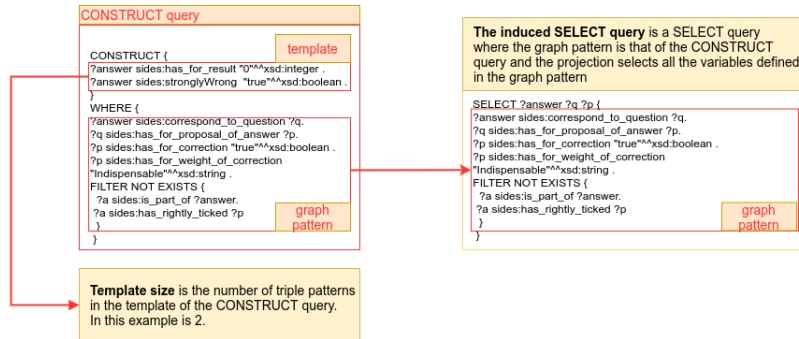 CONSTRUCT query
template
CONSTRUCT {
?answer sides:has_for_result "0"^^xsd:integer .
?answer sides:stronglyWrong "true"^^xsd:boolean .
}
WHERE {
?answer sides:correspond_to_question ?q.
?q sides:has_for_proposal_of_answer ?p.
?p sides:has_for_correction "true"^^xsd:boolean .
?p sides:has_for_weight_of_correction
"Indispensable"^^xsd:string .
FILTER NOT EXISTS {
?a sides:is_part_of ?answer.
?a sides:has_rightly_ticked ?p
}
}
graph
pattern
Template size is the number of triple patterns
in the template of the CONSTRUCT query.
In this example is 2.
The induced SELECT query is a SELECT query
where the graph pattern is that of the CONSTRUCT
query and the projection selects all the variables defined
in the graph pattern
SELECT ?answer ?q ?p {
?answer sides:correspond_to_question ?q.
?q sides:has_for_proposal_of_answer ?p.
?p sides:has_for_correction "true"^^xsd:boolean .
?p sides:has_for_weight_of_correction
"Indispensable"^^xsd:string .
FILTER NOT EXISTS {
?a sides:is_part_of ?answer.
?a sides:has_rightly_ticked ?p
}
}
graph
pattern